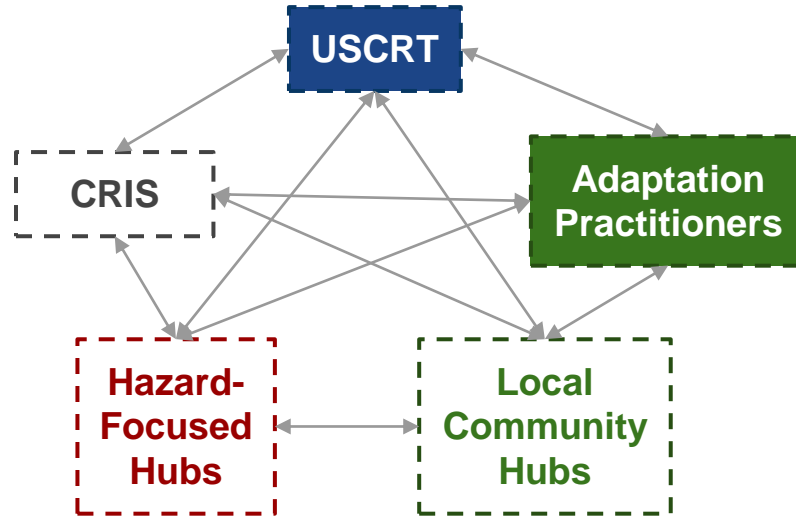 USCRT
CRIS
Adaptation
Practitioners
Hazard-
Focused
Hubs
Local
Community
Hubs